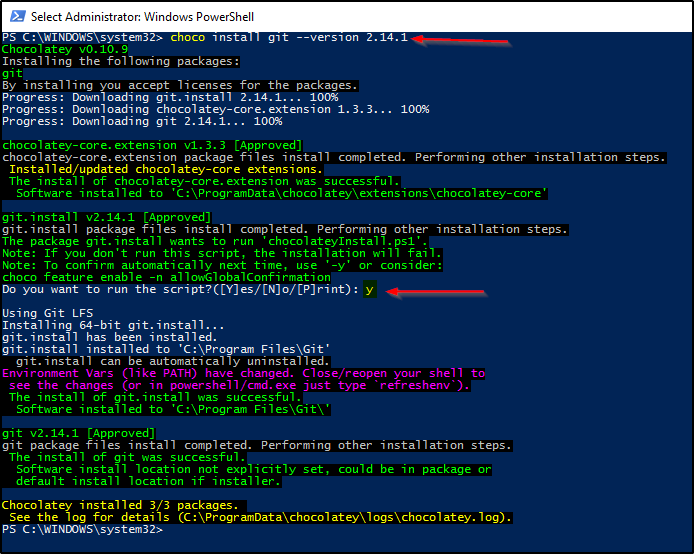 Select Administrator: Windows PowerShell
PS C:\WINDOWS\system32> choco install git --version 2.14.1
Chocolatey v0.10.9
Installing the following packages:
git
By installing you accept licenses for the packages.
Progress: Downloading git.install 2.14.1... 100%
Progress: Downloading chocolatey-core.extension 1.3.3... 100%
Progress: Downloading git 2.14.1... 100%

chocolatey-core.extension v1.3.3 [Approved]
chocolatey-core.extension package files install completed. Performing other installation steps.
 Installed/updated chocolatey-core extensions.
 The install of chocolatey-core.extension was successful.
  Software installed to 'C:\ProgramData\chocolatey\extensions\chocolatey-core'

git.install v2.14.1 [Approved]
git.install package files install completed. Performing other installation steps.
The package git.install wants to run 'chocolateyInstall.ps1'.
Note: If you don't run this script, the installation will fail.
Note: To confirm automatically next time, use '-y' or consider:
choco feature enable -n allowGlobalConfirmation
Do you want to run the script?([Y]es/[N]o/[P]rint): y

Using Git LFS
Installing 64-bit git.install...
git.install has been installed.
git.install installed to 'C:\Program Files\Git'
  git.install can be automatically uninstalled.
Environment Vars (like PATH) have changed. Close/reopen your shell to
 see the changes (or in powershell/cmd.exe just type `refreshenv`).
 The install of git.install was successful.
  Software installed to 'C:\Program Files\Git\'

git v2.14.1 [Approved]
git package files install completed. Performing other installation steps.
 The install of git was successful.
  Software install location not explicitly set, could be in package or
  default install location if installer.

Chocolatey installed 3/3 packages.
 See the log for details (C:\ProgramData\chocolatey\logs\chocolatey.log).
PS C:\WINDOWS\system32>